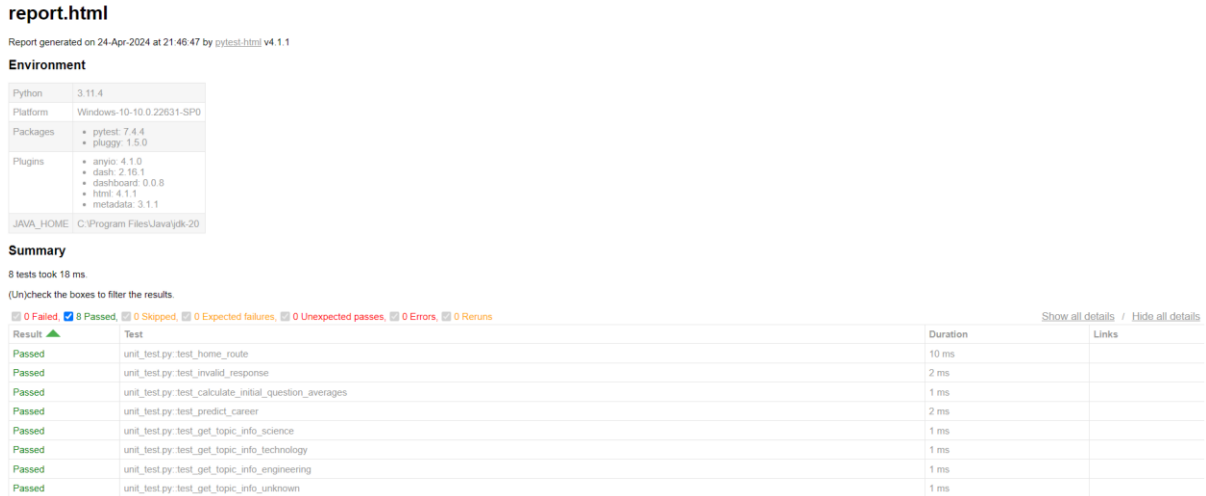 report.html
Report generated on 24-Apr-2024 at 21:46:47 by pytest-html v4.1.1
Environment
Python 3.11.4
Platform Windows-10-10.0.22631-SP0
Packages • pytest: 7.4.4
• pluggy: 1.5.0
Plugins • anyio: 4.1.0
• dash: 2.16.1
• dashboard: 0.0.8
• html: 4.1.1
• metadata: 3.1.1
JAVA_HOME C:\Program Files\Java\jdk-20
Summary
8 tests took 18 ms.
(Un)check the boxes to filter the results.
0 Failed, 8 Passed, 0 Skipped, 0 Expected failures, 0 Unexpected passes, 0 Errors, 0 Reruns Show all details / Hide all details
Result Test Duration Links
Passed unit_test.py::test_home_route 10 ms
Passed unit_test.py::test_invalid_response 2 ms
Passed unit_test.py::test_calculate_initial_question_averages 1 ms
Passed unit_test.py::test_predict_career 2 ms
Passed unit_test.py::test_get_topic_info_science 1 ms
Passed unit_test.py::test_get_topic_info_technology 1 ms
Passed unit_test.py::test_get_topic_info_engineering 1 ms
Passed unit_test.py::test_get_topic_info_unknown 1 ms